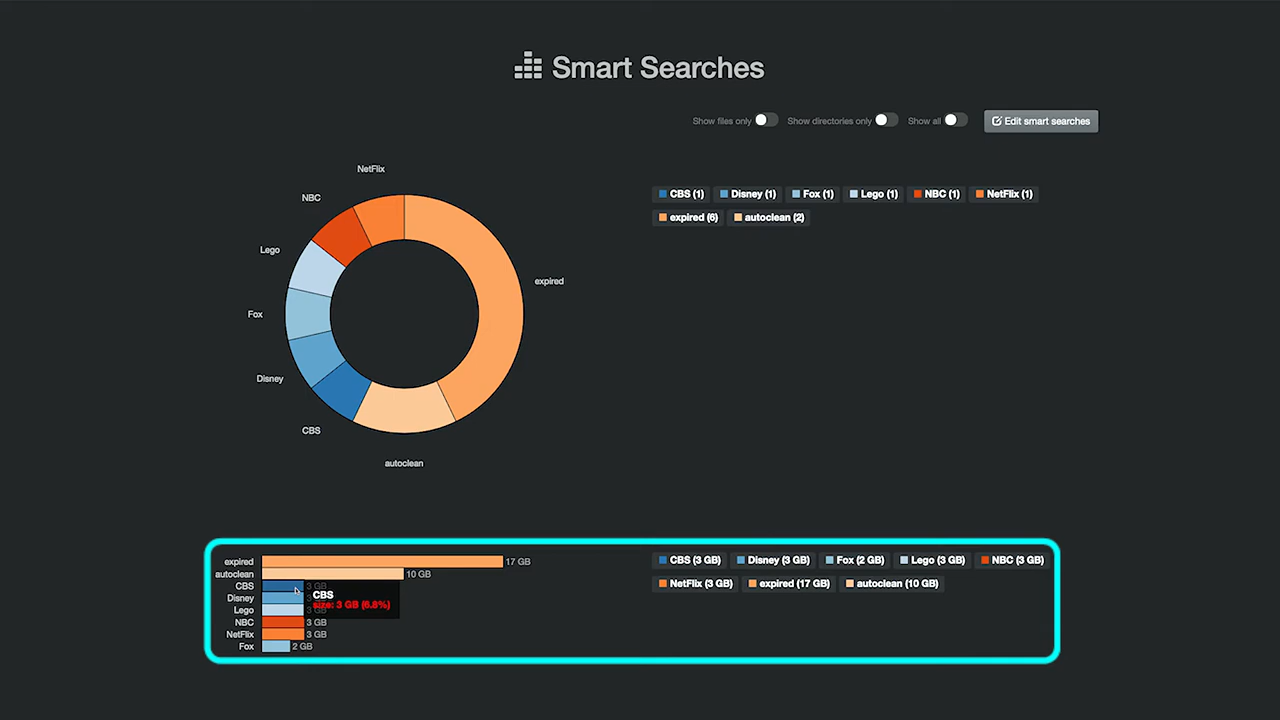 Smart Searches
Show files only Show directories only Show all Edit smart searches
NetFlix
NBC
Lego
Fox
Disney
CBS
autoclean
expired
CBS (1) Disney (1) Fox (1) Lego (1) NBC (1) NetFlix (1)
expired (6) autoclean (2)
expired 17 GB
autoclean 10 GB
CBS 3 GB
Disney
Lego
NBC 3 GB
NetFlix 3 GB
Fox 2 GB
CBS
size: 3 GB (6.8%)
CBS (3 GB) Disney (3 GB) Fox (2 GB) Lego (3 GB) NBC (3 GB)
NetFlix (3 GB) expired (17 GB) autoclean (10 GB)